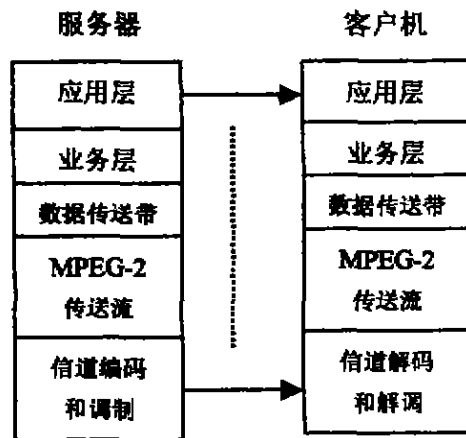 服务器
应用层
业务层
数据传送带
MPEG-2
传送流
信道编码
和调制
客户机
应用层
业务层
数据传送带
MPEG-2
传送流
信道解码
和解调